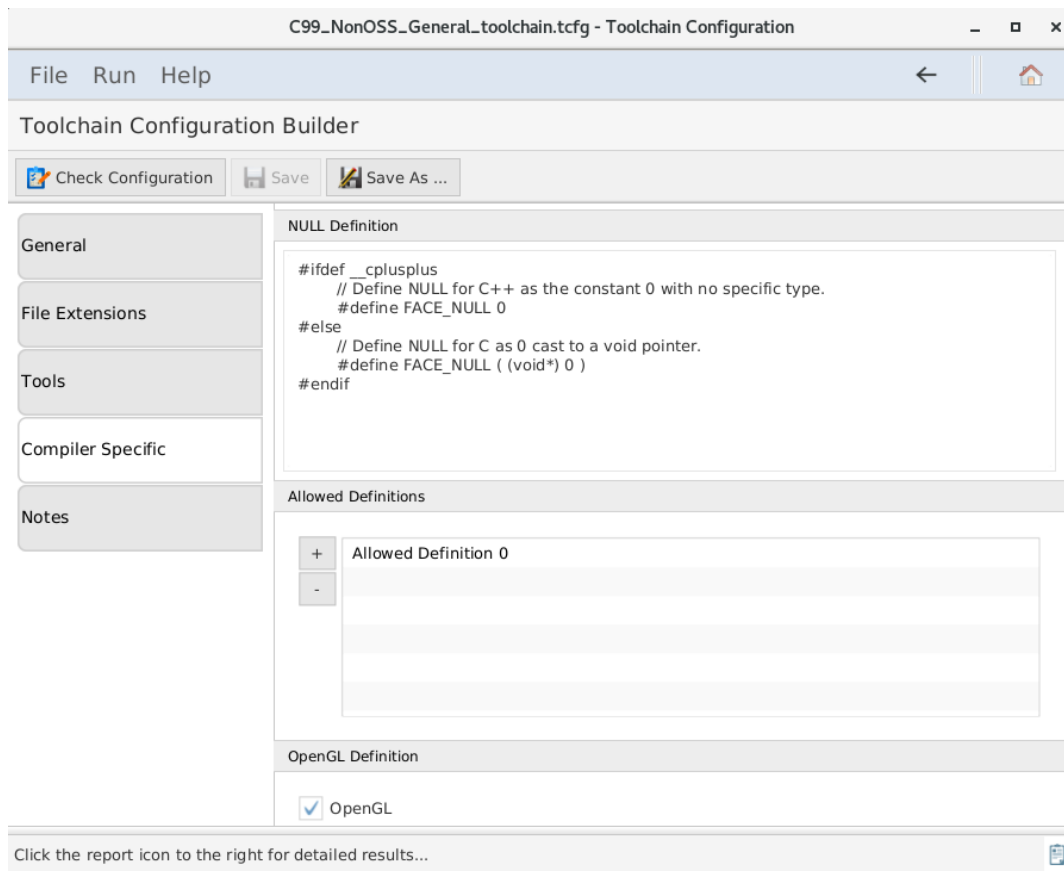 C99_NonOSS_General_toolchain.tcfg - Toolchain Configuration
File Run Help
Toolchain Configuration Builder
Check Configuration Save Save As ...
General
File Extensions
Tools
Compiler Specific
Notes
NULL Definition
#ifdef __cplusplus
// Define NULL for C++ as the constant 0 with no specific type.
#define FACE_NULL 0
#else
// Define NULL for C as 0 cast to a void pointer.
#define FACE_NULL ( (void*) 0 )
#endif
Allowed Definitions
+ Allowed Definition 0
-
OpenGL Definition
OpenGL
Click the report icon to the right for detailed results...